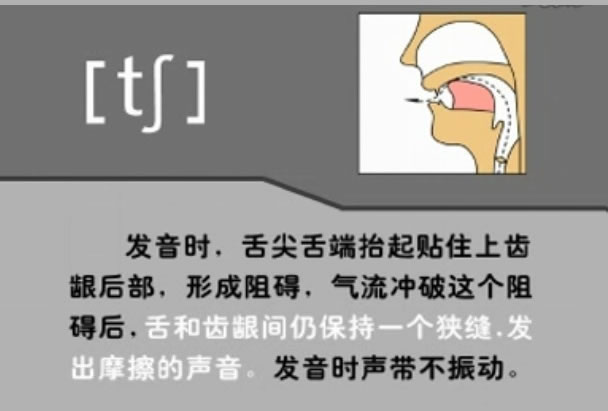 [tʃ]
发音时，舌尖舌端抬起贴住上齿
龈后部，形成阻碍，气流冲破这个阻
碍后，舌和齿龈间仍保持一个狭缝，发
出摩擦的声音。发音时声带不振动。